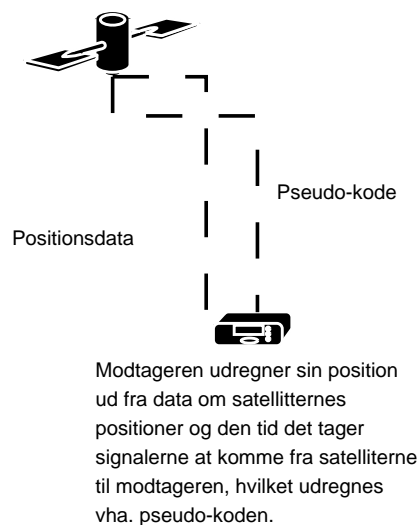 Pseudo-kode
Positionsdata
Modtageren udregner sin position
ud fra data om satellitternes
positioner og den tid det tager
signalerne at komme fra satelliterne
til modtageren, hvilket udregnes
vha. pseudo-koden.